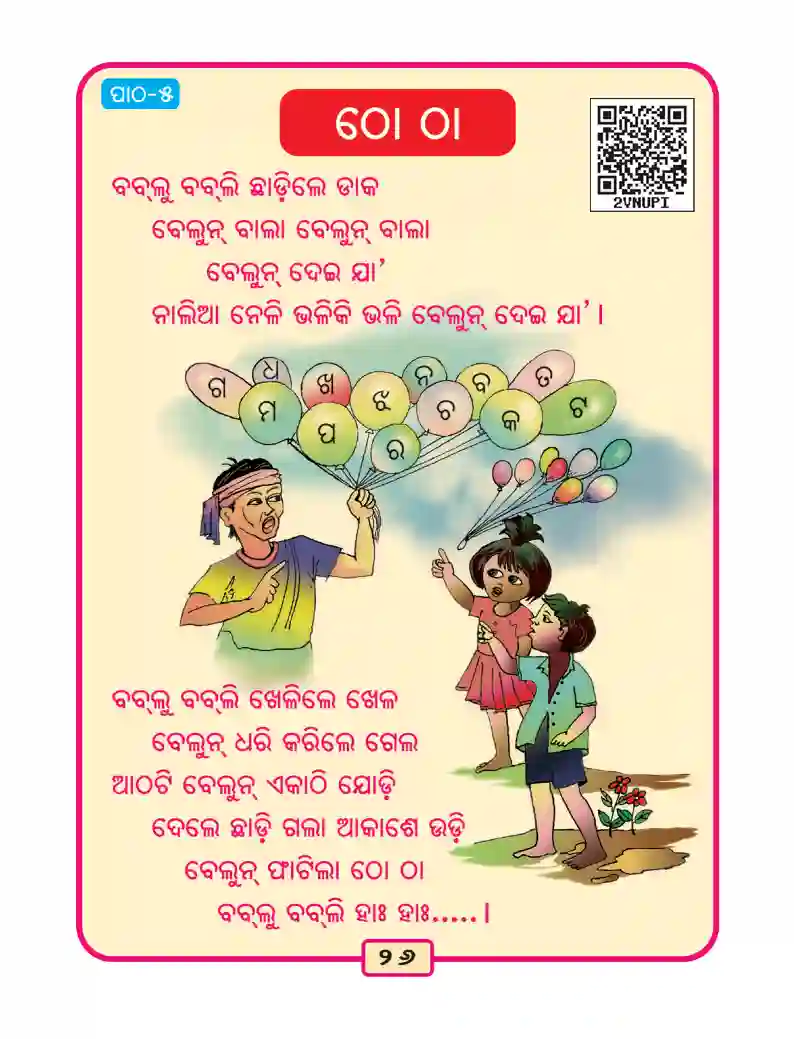 ପାଠ-୫
ଠୋ ଠା
2VNUPI
ବବ୍‌ଲୁ ବବ୍‌ଲି ଛାଡ଼ିଲେ ଡାକ
ବେଲୁନ୍ ବାଲା ବେଲୁନ୍ ବାଲା
ବେଲୁନ୍ ଦେଇ ଯା’
ନାଲିଆ ନେଳି ଭଳିକି ଭଳି ବେଲୁନ୍ ଦେଇ ଯା’ ।
ଗ ଧ ଖ ଝ ନ ବ ତ
ମ ପ ର ଚ କ ଟ
ବବ୍‌ଲୁ ବବ୍‌ଲି ଖେଳିଲେ ଖେଳ
ବେଲୁନ୍ ଧରି କରିଲେ ଗେଲ
ଆଠଟି ବେଲୁନ୍ ଏକାଠି ଯୋଡ଼ି
ଦେଲେ ଛାଡ଼ି ଗଲା ଆକାଶେ ଉଡ଼ି
ବେଲୁନ୍ ଫାଟିଲା ଠୋ ଠା
ବବ୍‌ଲୁ ବବ୍‌ଲି ହାଃ ହାଃ.....।
୨୬